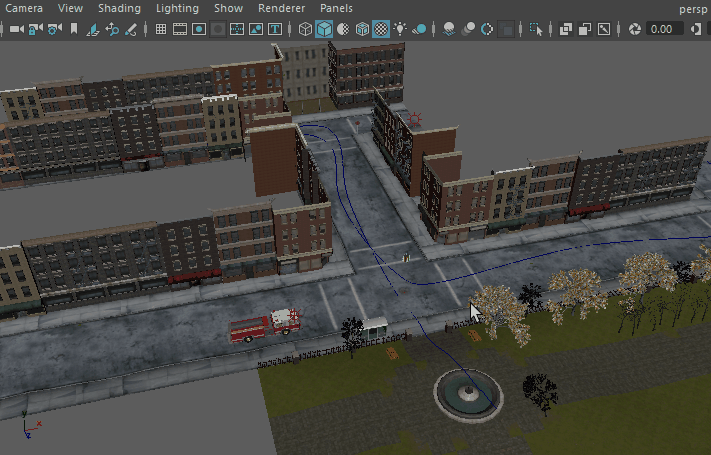 Camera View Shading Lighting Show Renderer Panels
persp
T 0.00
x
z